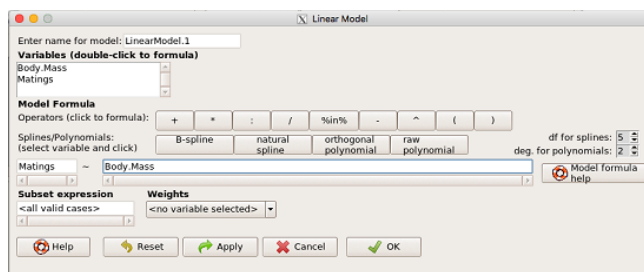 Linear Model
Enter name for model: LinearModel.1
Variables (double-click to formula)
Body.Mass
Matings
Model Formula
Operators (click to formula): + * : / %in% - ^ ( )
Splines/Polynomials:
(select variable and click)
B-spline
natural
spline
orthogonal
polynomial
raw
polynomial
df for splines: 5
deg. for polynomials: 2
Matings ~ Body.Mass
Model formula
help
Subset expression Weights
<all valid cases> <no variable selected>
Help Reset Apply Cancel OK